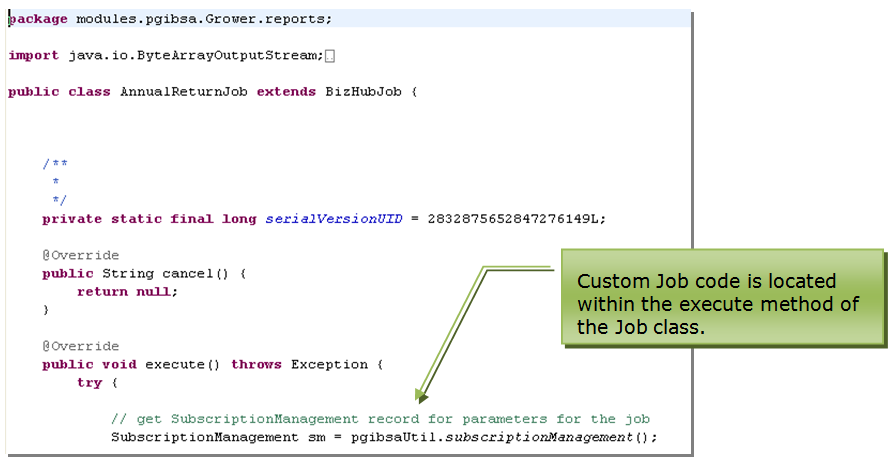 package modules.pgibsa.Grower.reports;
import java.io.ByteArrayOutputStream;
public class AnnualReturnJob extends BizHubJob {
/**
*
*/
private static final long serialVersionUID = 2832875652847276149L;
@Override
public String cancel() {
return null;
}
@Override
public void execute() throws Exception {
try {
// get SubscriptionManagement record for parameters for the job
SubscriptionManagement sm = pgibsaUtil.subscriptionManagement();
Custom Job code is located
within the execute method of
the Job class.